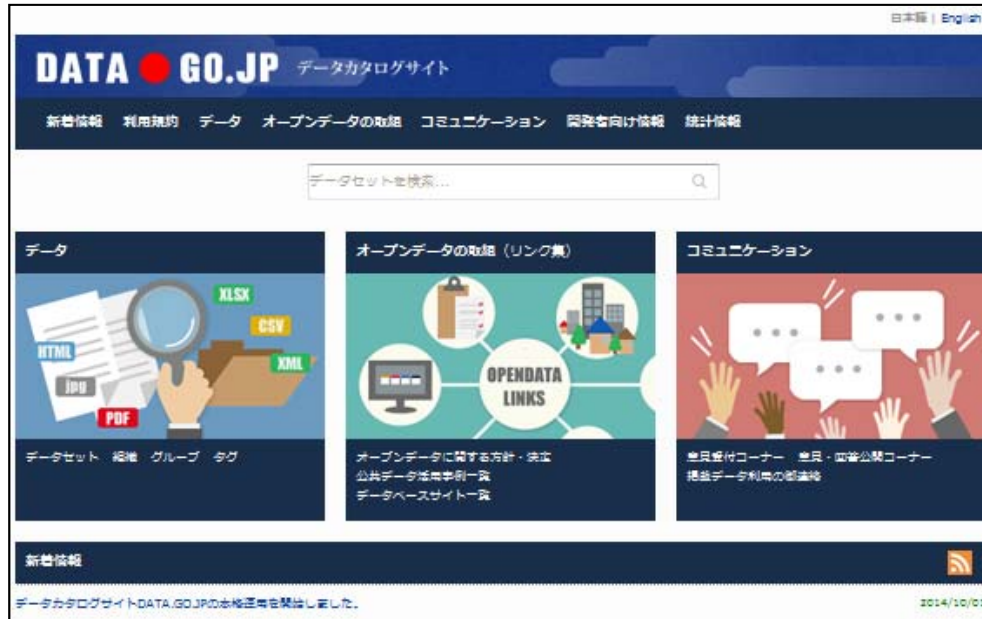 日本語 | English
DATA GO.JP データカタログサイト
新着情報 利用規約 データ オープンデータの取組 コミュニケーション 開発者向け情報 統計情報
データセットを検索...
データ
オープンデータの取組（リンク集）
コミュニケーション
XLSX
CSV
HTML
XML
jpg
PDF
OPENDATA
LINKS
データセット 組織 グループ タグ
オープンデータに関する方針・決定
公共データ活用事例一覧
データベースサイト一覧
意見受付コーナー 意見・回答公開コーナー
掲載データ利用の御連絡
新着情報
データカタログサイトDATA.GO.JPの本格運用を開始しました。
2014/10/01